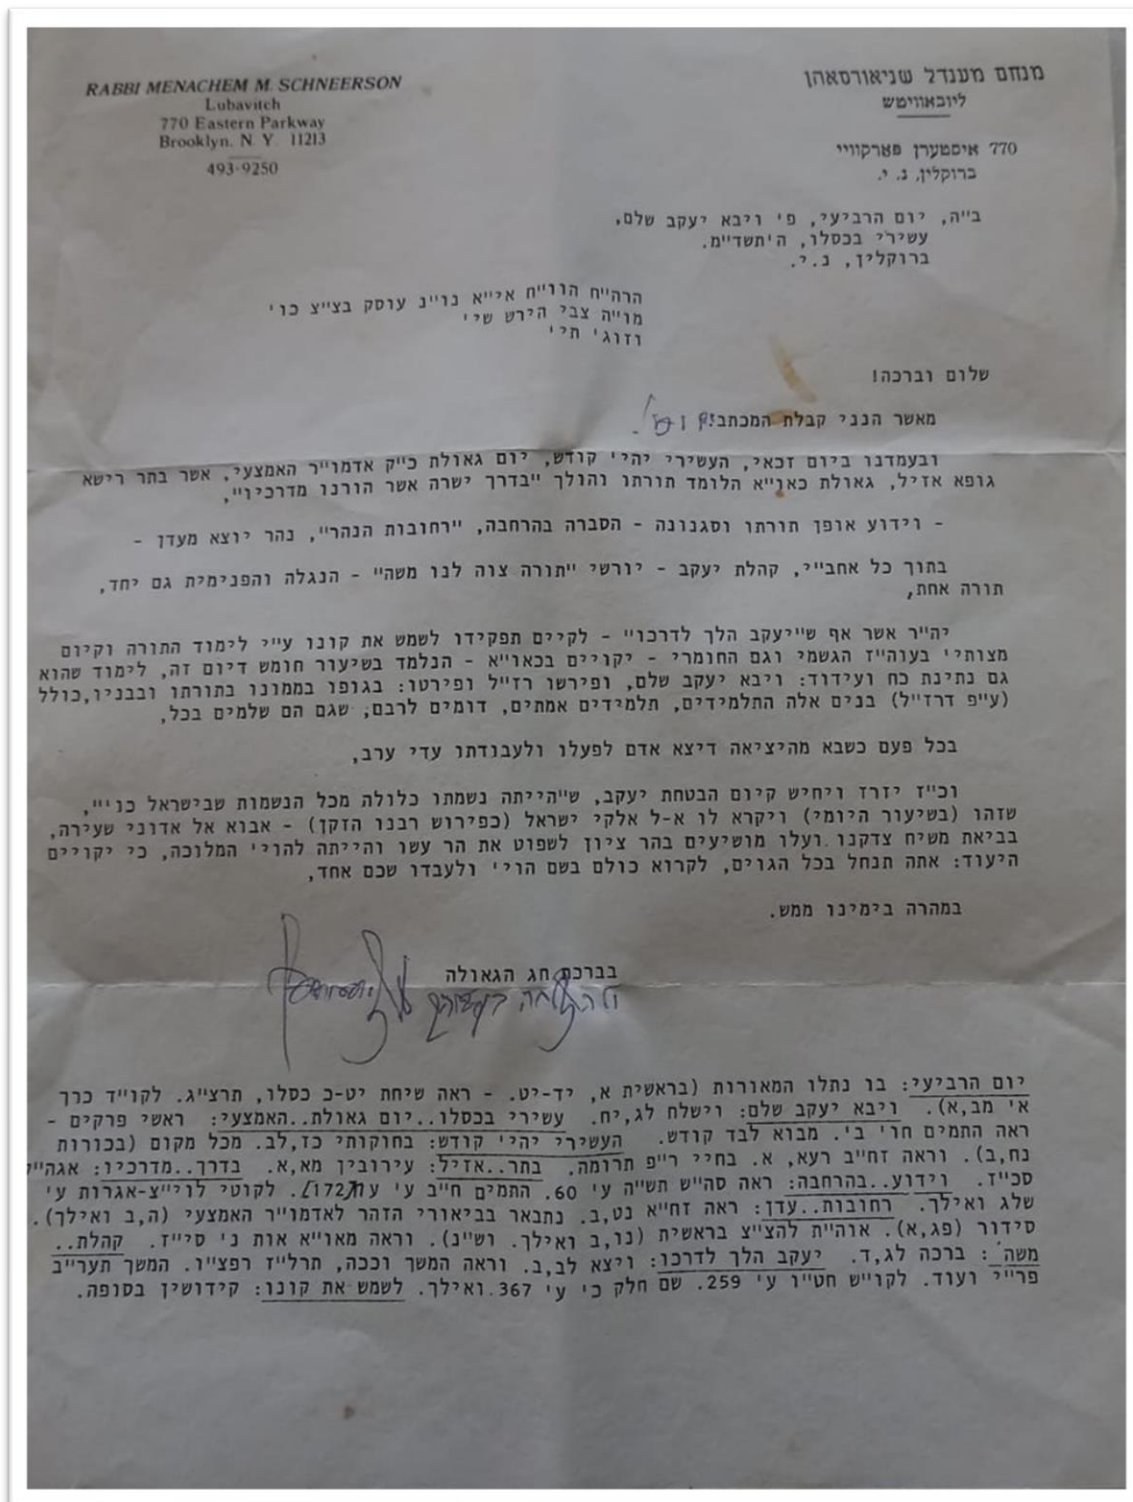 RABBI MENACHEM M. SCHNEERSON
Lubavitch
770 Eastern Parkway
Brooklyn, N. Y. 11213
493-9250
מנחם מענדל שניאורסאהן
ליובאוויטש
770 איסטערן פארקוויי
ברוקלין, נ. י.
ב"ה, יום הרביעי, פ' ויבא יעקב שלם,
עשירי בכסלו, ה'תשד"מ.
ברוקלין, נ.י.
הרה"ח הוו"ח אי"א נו"נ עוסק בצ"צ כו'
מו"ה צבי הירש שי'
וזוג' תי'
שלום וברכה!
מאשר הנני קבלת המכתב
ובעמדנו ביום זכאי, העשירי יהי' קודש, יום גאולת כ"ק אדמו"ר האמצעי, אשר בתר רישא
גופא אזיל, גאולת כאו"א הלומד תורתו והולך "בדרך ישרה אשר הורנו מדרכיו",
- וידוע אופן תורתו וסגנונה - הסברה בהרחבה, "רחובות הנהר", נהר יוצא מעדן -
בתוך כל אחב"י, קהלת יעקב - יורשי "תורה צוה לנו משה" - הנגלה והפנימית גם יחד,
תורה אחת,
יה"ר אשר אף ש"יעקב הלך לדרכו" - לקיים תפקידו לשמש את קונו ע"י לימוד התורה וקיום
מצותי' בעוה"ז הגשמי וגם החומרי - יקויים בכאו"א - הנלמד בשיעור חומש דיום זה, לימוד שהוא
גם נתינת כח ועידוד: ויבא יעקב שלם, ופירשו רז"ל ופירטו: בגופו בממונו בתורתו ובבניו,כולל
(ע"פ דרז"ל) בנים אלה התלמידים, תלמידים אמתים, דומים לרבם; שגם הם שלמים בכל,
בכל פעם כשבא מהיציאה דיצא אדם לפעלו ולעבודתו עדי ערב,
וכ"ז יזרז ויחיש קיום הבטחת יעקב, ש"הייתה נשמתו כלולה מכל הנשמות שבישראל כו'",
שזהו (בשיעור היומי) ויקרא לו א-ל אלקי ישראל (כפירוש רבנו הזקן) - אבוא אל אדוני שעירה,
בביאת משיח צדקנו ועלו מושיעים בהר ציון לשפוט את הר עשו והייתה להוי' המלוכה, כי יקויים
היעוד: אתה תנחל בכל הגוים, לקרוא כולם בשם הוי' ולעבדו שכם אחד,
במהרה בימינו ממש.
בברכת חג הגאולה
יום הרביעי: בו נתלו המאורות (בראשית א, יד-יט. - ראה שיחת יט-כ כסלו, תרצ"ג. לקו"ד כרך
א' מב,א). ויבא יעקב שלם: וישלח לג,יח. עשירי בכסלו..יום גאולת..האמצעי: ראשי פרקים -
ראה התמים חו' ב'. מבוא לבד קודש. העשירי יהי' קודש: בחוקותי כז,לב. מכל מקום (בכורות
נח,ב). וראה זח"ב רעא, א. בחיי ר"פ תרומה. בתר..אזיל: עירובין מא,א. בדרך..מדרכיו: אגה"
סכ"ז. וידוע..בהרחבה: ראה סה"ש תש"ה ע' 60. התמים ח"ב ע' [172]. לקוטי לוי"צ-אגרות ע'
שלג ואילך. רחובות..עדן: ראה זח"א נט,ב. נתבאר בביאורי הזהר לאדמו"ר האמצעי (ה,ב ואילך).
סידור (פג,א). אוה"ת להצ"צ בראשית (נו,ב ואילך. וש"נ). וראה מאו"א אות נ' סי"ז. קהלת..
משה": ברכה לג,ד. יעקב הלך לדרכו: ויצא לב,ב. וראה המשך וככה, תרל"ז רפצ"ו. המשך תער"ב
פרי"י ועוד. לקו"ש חט"ו ע' 259. שם חלק כ' ע' 367 ואילך. לשמש את קונו: קידושין בסופה.